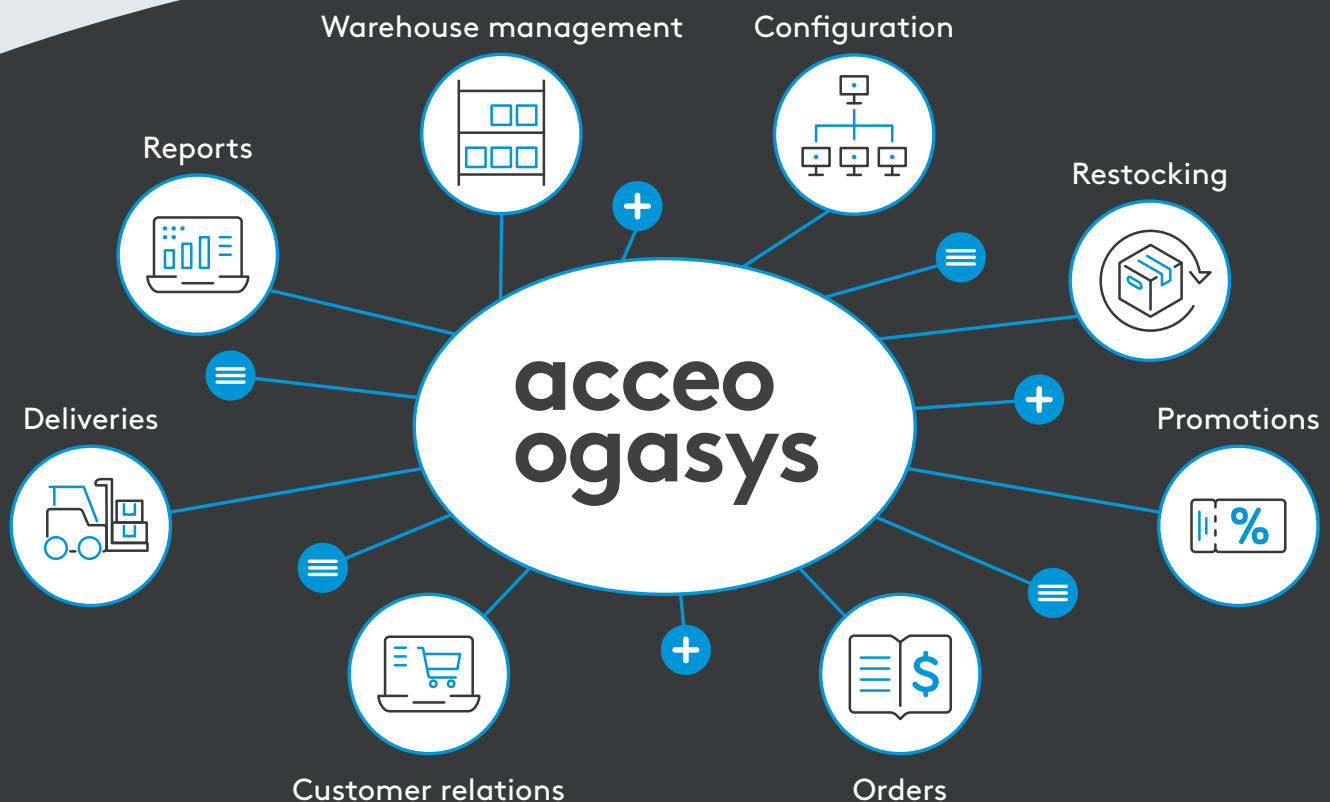 Warehouse management
Configuration
Reports
Restocking
acceo
ogasys
Deliveries
Promotions
%
$
Customer relations
Orders